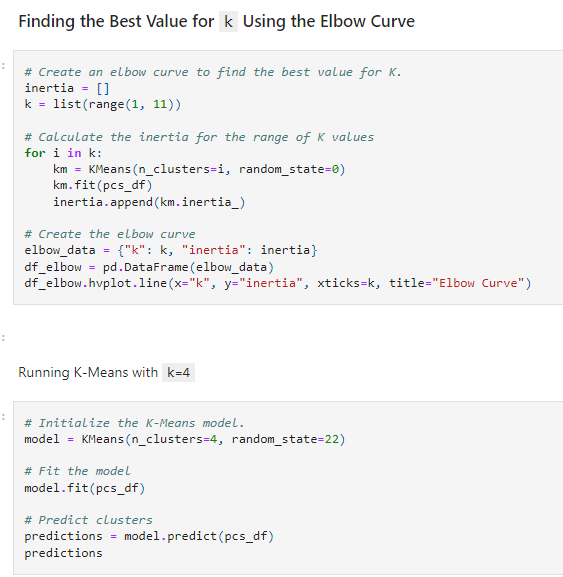 Finding the Best Value for k Using the Elbow Curve
:
# Create an elbow curve to find the best value for K.
inertia = []
k = list(range(1, 11))
# Calculate the inertia for the range of K values
for i in k:
    km = KMeans(n_clusters=i, random_state=0)
    km.fit(pcs_df)
    inertia.append(km.inertia_)
# Create the elbow curve
elbow_data = {"k": k, "inertia": inertia}
df_elbow = pd.DataFrame(elbow_data)
df_elbow.hvplot.line(x="k", y="inertia", xticks=k, title="Elbow Curve")
:
Running K-Means with k=4
:
# Initialize the K-Means model.
model = KMeans(n_clusters=4, random_state=22)
# Fit the model
model.fit(pcs_df)
# Predict clusters
predictions = model.predict(pcs_df)
predictions